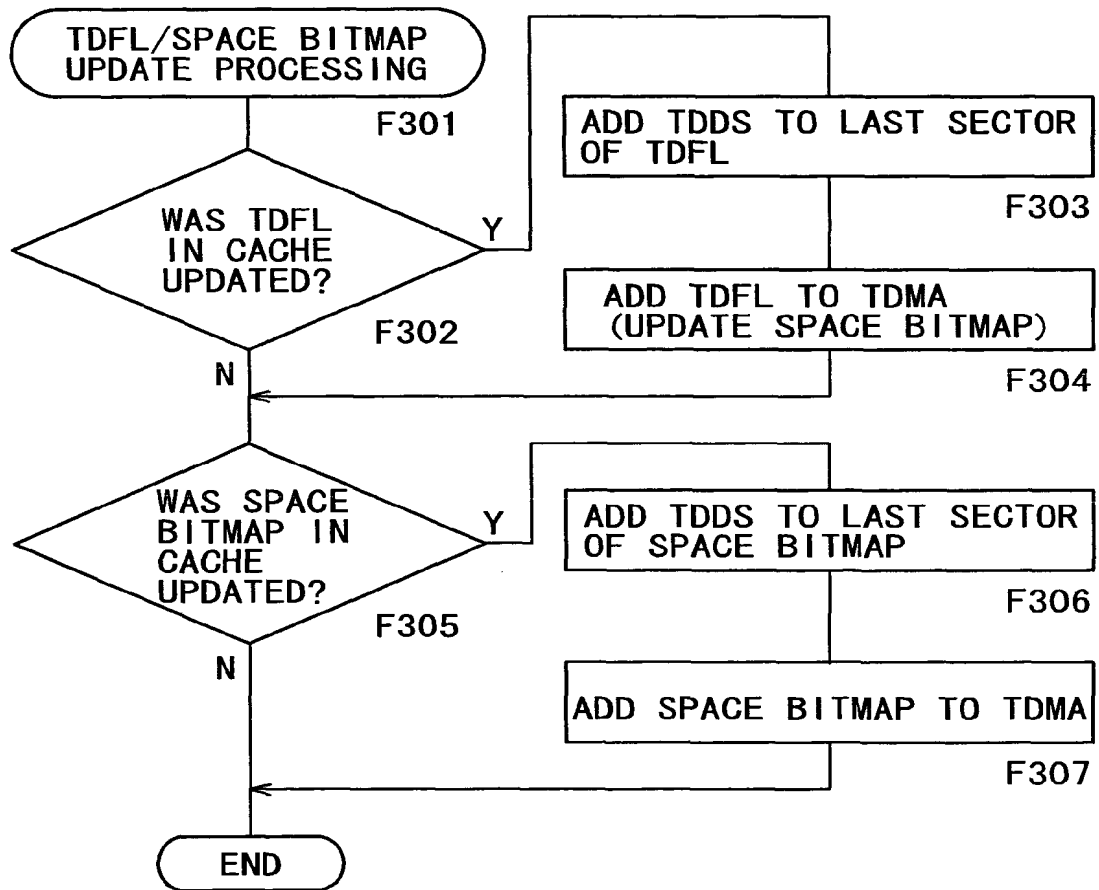 TDFL/SPACE BITMAP
UPDATE PROCESSING
F301
WAS TDFL
IN CACHE
UPDATED?
Y
F302
N
ADD TDDS TO LAST SECTOR
OF TDFL
F303
ADD TDFL TO TDMA
(UPDATE SPACE BITMAP)
F304
WAS SPACE
BITMAP IN
CACHE
UPDATED?
Y
F305
N
ADD TDDS TO LAST SECTOR
OF SPACE BITMAP
F306
ADD SPACE BITMAP TO TDMA
F307
END